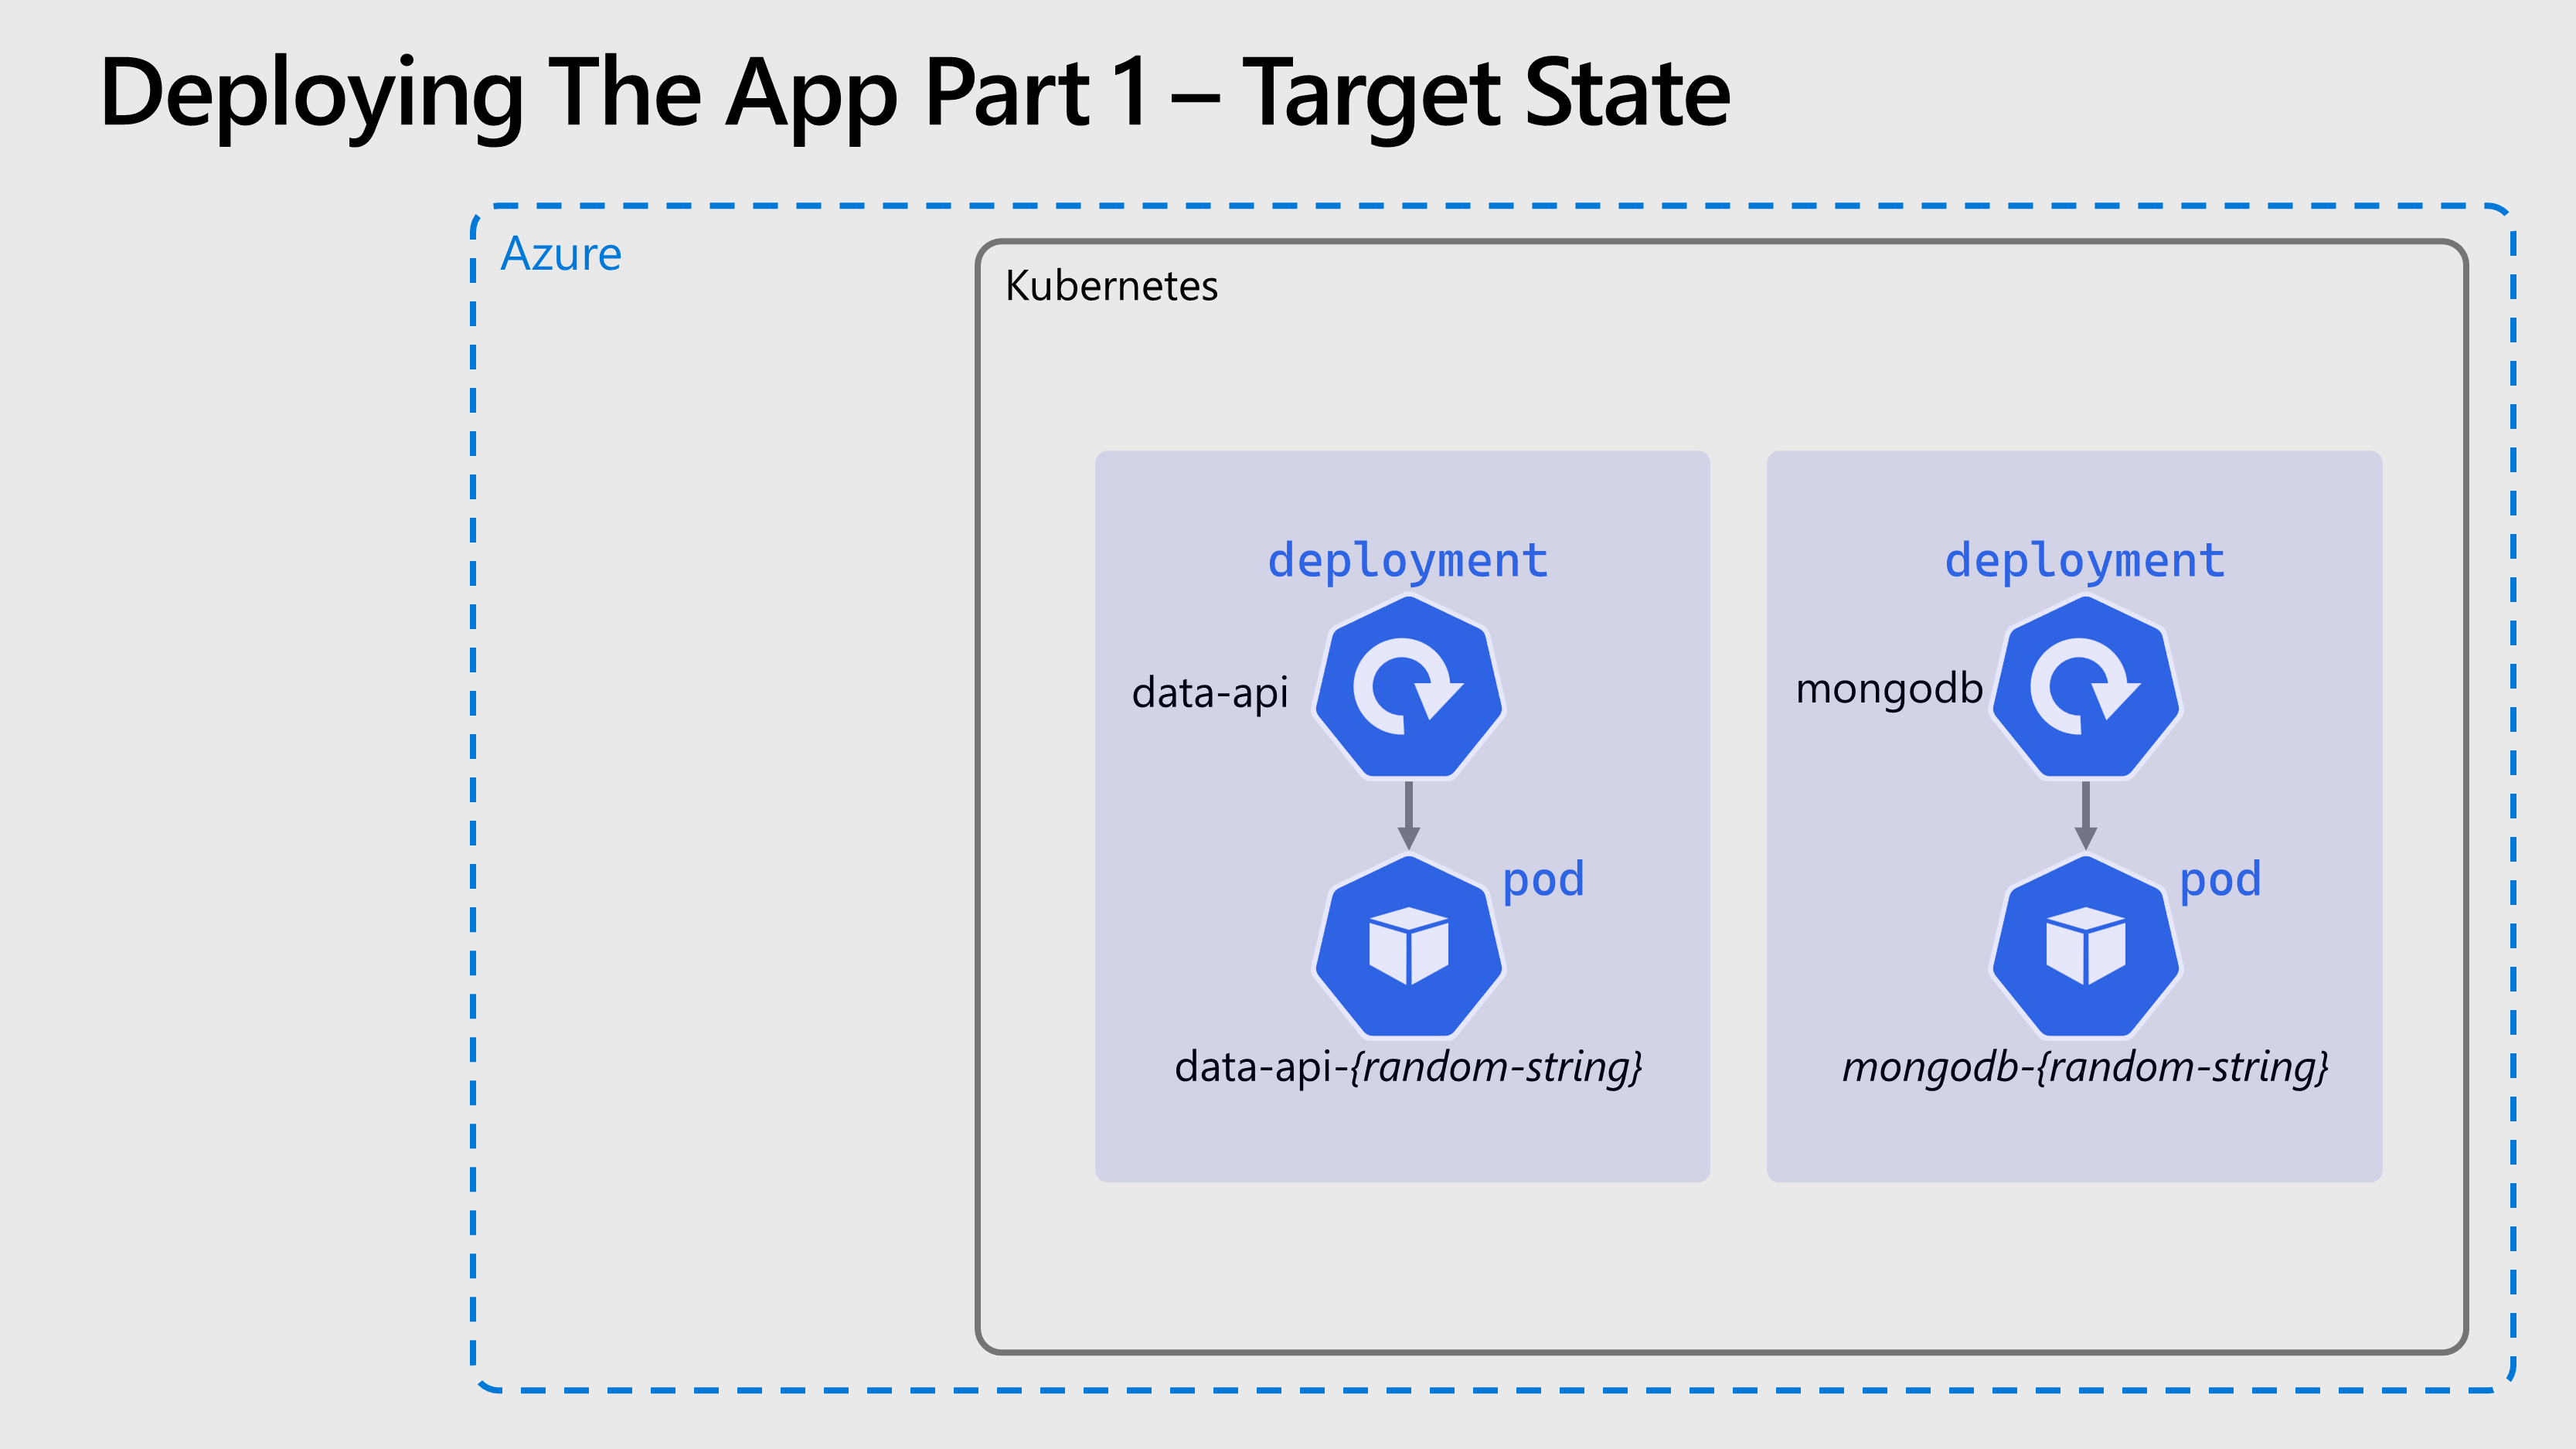 Deploying The App Part 1 – Target State
Azure
Kubernetes
deployment
data-api
pod
data-api-{random-string}
deployment
mongodb
pod
mongodb-{random-string}